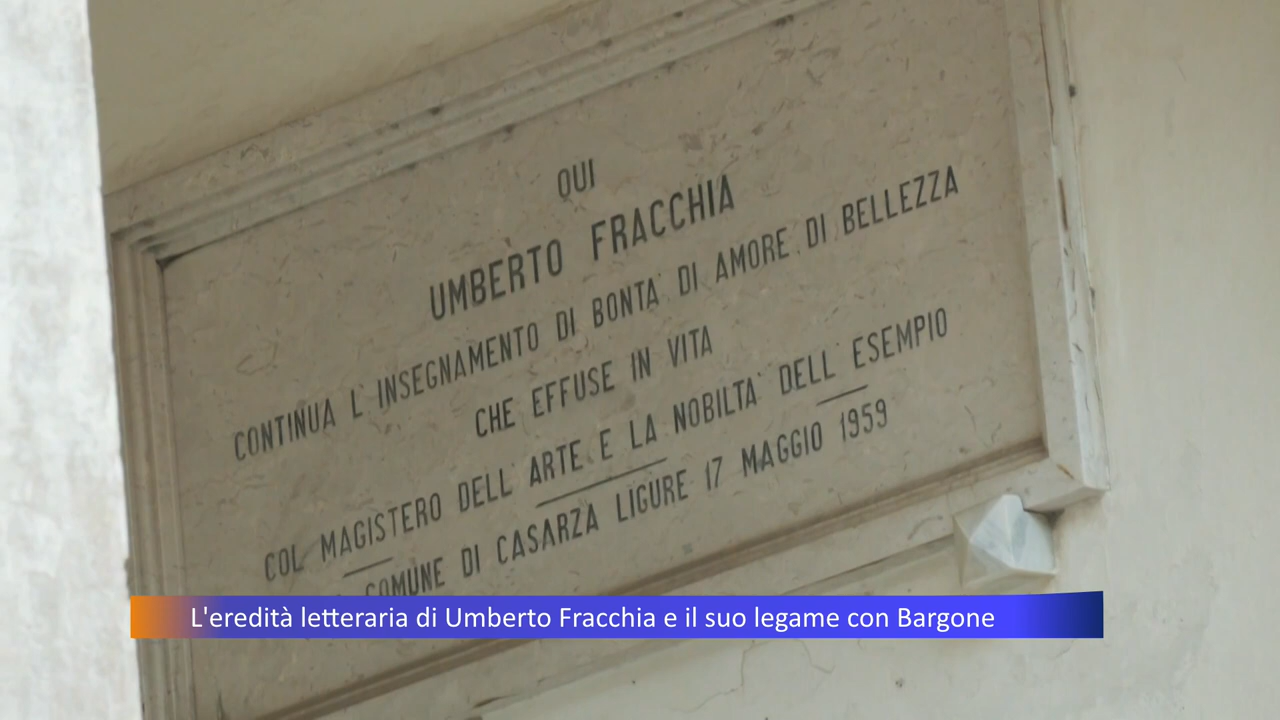 QUI
UMBERTO FRACCHIA
CONTINUA L' INSEGNAMENTO DI BONTA' DI AMORE DI BELLEZZA
CHE EFFUSE IN VITA
COL MAGISTERO DELL' ARTE E LA NOBILTA' DELL' ESEMPIO
COMUNE DI CASARZA LIGURE 17 MAGGIO 1959
L'eredità letteraria di Umberto Fracchia e il suo legame con Bargone